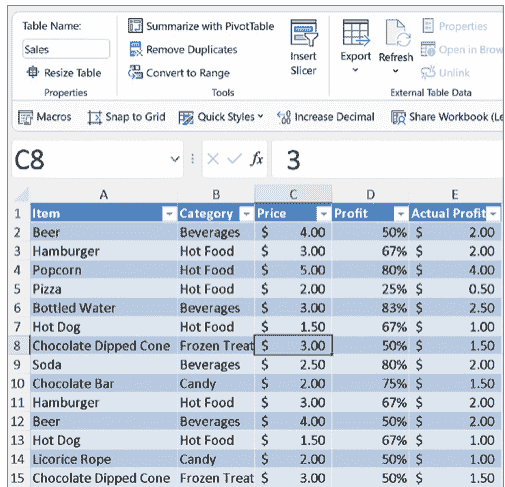 Table Name:
Sales
Resize Table
Properties
Summarize with PivotTable
Remove Duplicates
Convert to Range
Tools
Insert
Slicer
Export
Refresh
Properties
Open in Brow
Unlink
External Table Data
Macros Snap to Grid Quick Styles Increase Decimal Share Workbook (Le
C8 fx 3
A B C D E
1 Item Category Price Profit Actual Profit
2 Beer Beverages $ 4.00 50% $ 2.00
3 Hamburger Hot Food $ 3.00 67% $ 2.00
4 Popcorn Hot Food $ 5.00 80% $ 4.00
5 Pizza Hot Food $ 2.00 25% $ 0.50
6 Bottled Water Beverages $ 3.00 83% $ 2.50
7 Hot Dog Hot Food $ 1.50 67% $ 1.00
8 Chocolate Dipped Cone Frozen Treat $ 3.00 50% $ 1.50
9 Soda Beverages $ 2.50 80% $ 2.00
10 Chocolate Bar Candy $ 2.00 75% $ 1.50
11 Hamburger Hot Food $ 3.00 67% $ 2.00
12 Beer Beverages $ 4.00 50% $ 2.00
13 Hot Dog Hot Food $ 1.50 67% $ 1.00
14 Licorice Rope Candy $ 2.00 50% $ 1.00
15 Chocolate Dipped Cone Frozen Treat $ 3.00 50% $ 1.50